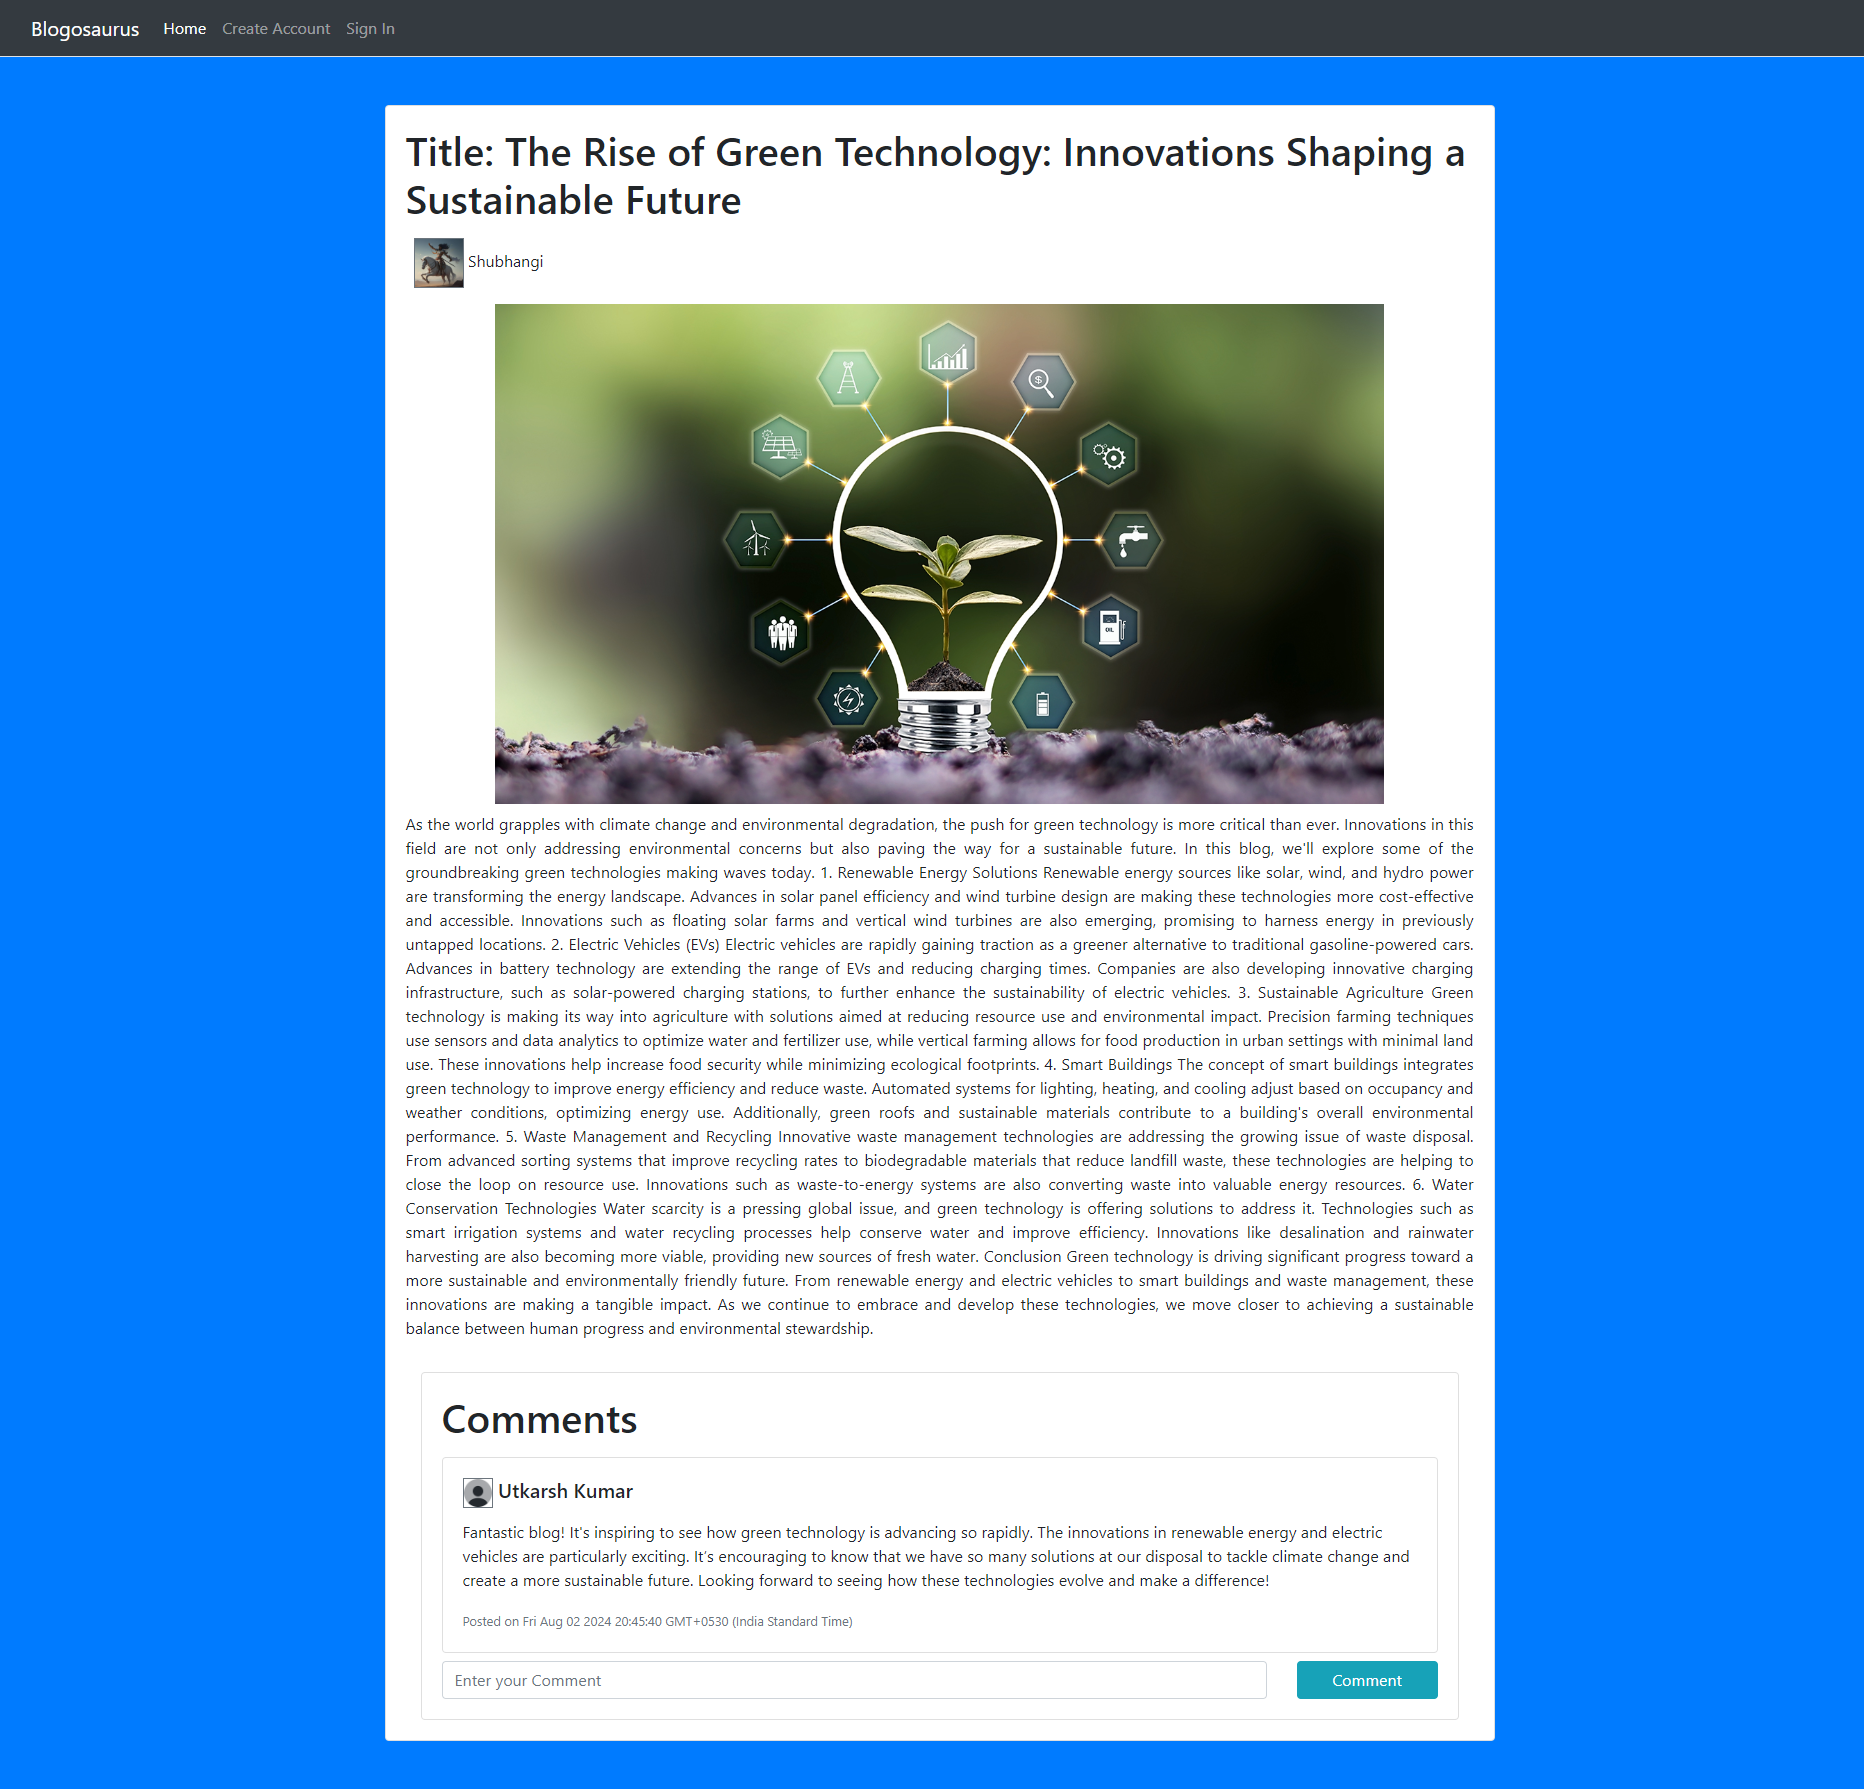 Blogosaurus Home Create Account Sign In
Title: The Rise of Green Technology: Innovations Shaping a
Sustainable Future
Shubhangi
$
OIL
As the world grapples with climate change and environmental degradation, the push for green technology is more critical than ever. Innovations in this
field are not only addressing environmental concerns but also paving the way for a sustainable future. In this blog, we'll explore some of the
groundbreaking green technologies making waves today. 1. Renewable Energy Solutions Renewable energy sources like solar, wind, and hydro power
are transforming the energy landscape. Advances in solar panel efficiency and wind turbine design are making these technologies more cost-effective
and accessible. Innovations such as floating solar farms and vertical wind turbines are also emerging, promising to harness energy in previously
untapped locations. 2. Electric Vehicles (EVs) Electric vehicles are rapidly gaining traction as a greener alternative to traditional gasoline-powered cars.
Advances in battery technology are extending the range of EVs and reducing charging times. Companies are also developing innovative charging
infrastructure, such as solar-powered charging stations, to further enhance the sustainability of electric vehicles. 3. Sustainable Agriculture Green
technology is making its way into agriculture with solutions aimed at reducing resource use and environmental impact. Precision farming techniques
use sensors and data analytics to optimize water and fertilizer use, while vertical farming allows for food production in urban settings with minimal land
use. These innovations help increase food security while minimizing ecological footprints. 4. Smart Buildings The concept of smart buildings integrates
green technology to improve energy efficiency and reduce waste. Automated systems for lighting, heating, and cooling adjust based on occupancy and
weather conditions, optimizing energy use. Additionally, green roofs and sustainable materials contribute to a building's overall environmental
performance. 5. Waste Management and Recycling Innovative waste management technologies are addressing the growing issue of waste disposal.
From advanced sorting systems that improve recycling rates to biodegradable materials that reduce landfill waste, these technologies are helping to
close the loop on resource use. Innovations such as waste-to-energy systems are also converting waste into valuable energy resources. 6. Water
Conservation Technologies Water scarcity is a pressing global issue, and green technology is offering solutions to address it. Technologies such as
smart irrigation systems and water recycling processes help conserve water and improve efficiency. Innovations like desalination and rainwater
harvesting are also becoming more viable, providing new sources of fresh water. Conclusion Green technology is driving significant progress toward a
more sustainable and environmentally friendly future. From renewable energy and electric vehicles to smart buildings and waste management, these
innovations are making a tangible impact. As we continue to embrace and develop these technologies, we move closer to achieving a sustainable
balance between human progress and environmental stewardship.
Comments
Utkarsh Kumar
Fantastic blog! It's inspiring to see how green technology is advancing so rapidly. The innovations in renewable energy and electric
vehicles are particularly exciting. It's encouraging to know that we have so many solutions at our disposal to tackle climate change and
create a more sustainable future. Looking forward to seeing how these technologies evolve and make a difference!
Posted on Fri Aug 02 2024 20:45:40 GMT+0530 (India Standard Time)
Enter your Comment Comment